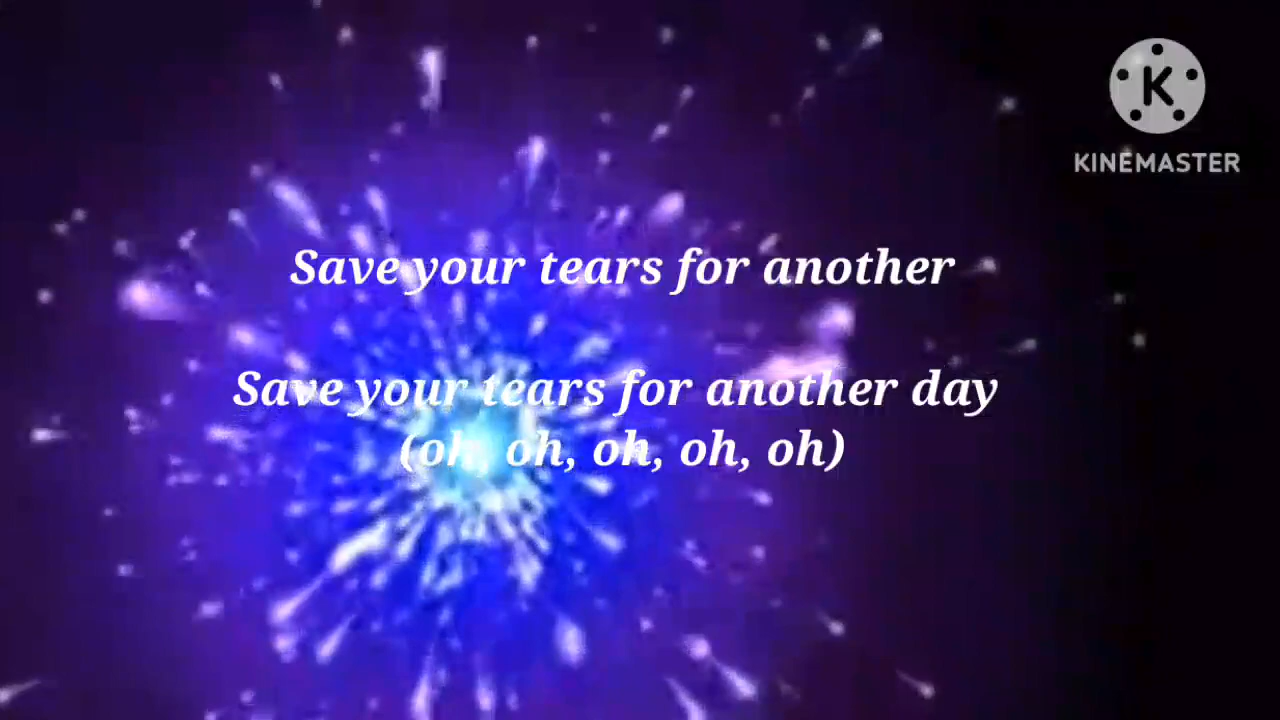 K
KINEMASTER
Save your tears for another
Save your tears for another day
(oh, oh, oh, oh, oh)